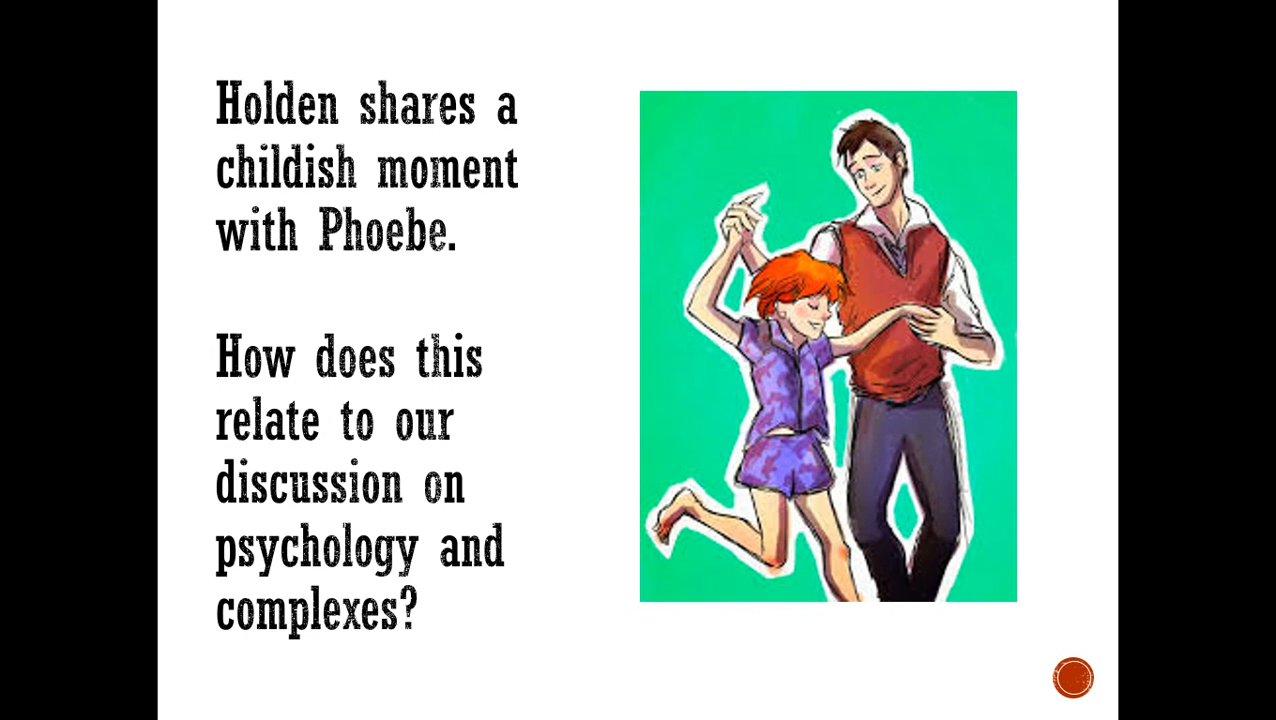 Holden shares a
childish moment
with Phoebe.
How does this
relate to our
discussion on
psychology and
complexes?